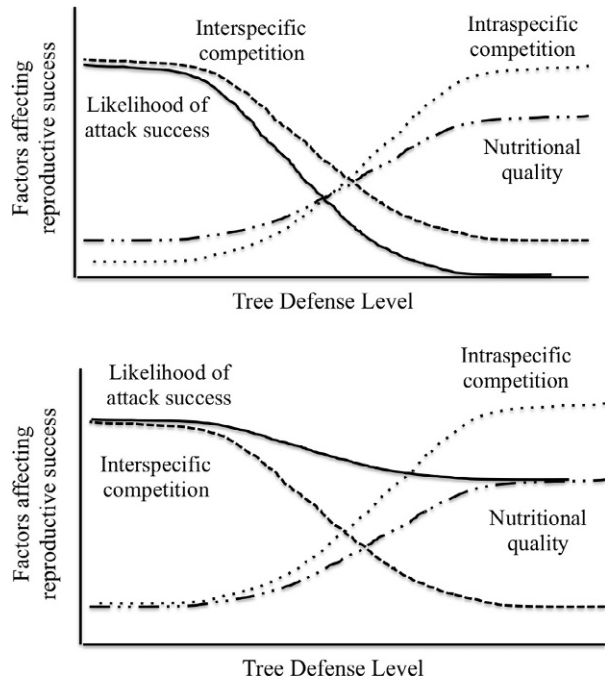 Interspecific
competition
Intraspecific
competition
Likelihood of
attack success
Nutritional
quality
Factors affecting
reproductive success
Tree Defense Level
Likelihood of
attack success
Intraspecific
competition
Interspecific
competition
Nutritional
quality
Factors affecting
reproductive success
Tree Defense Level